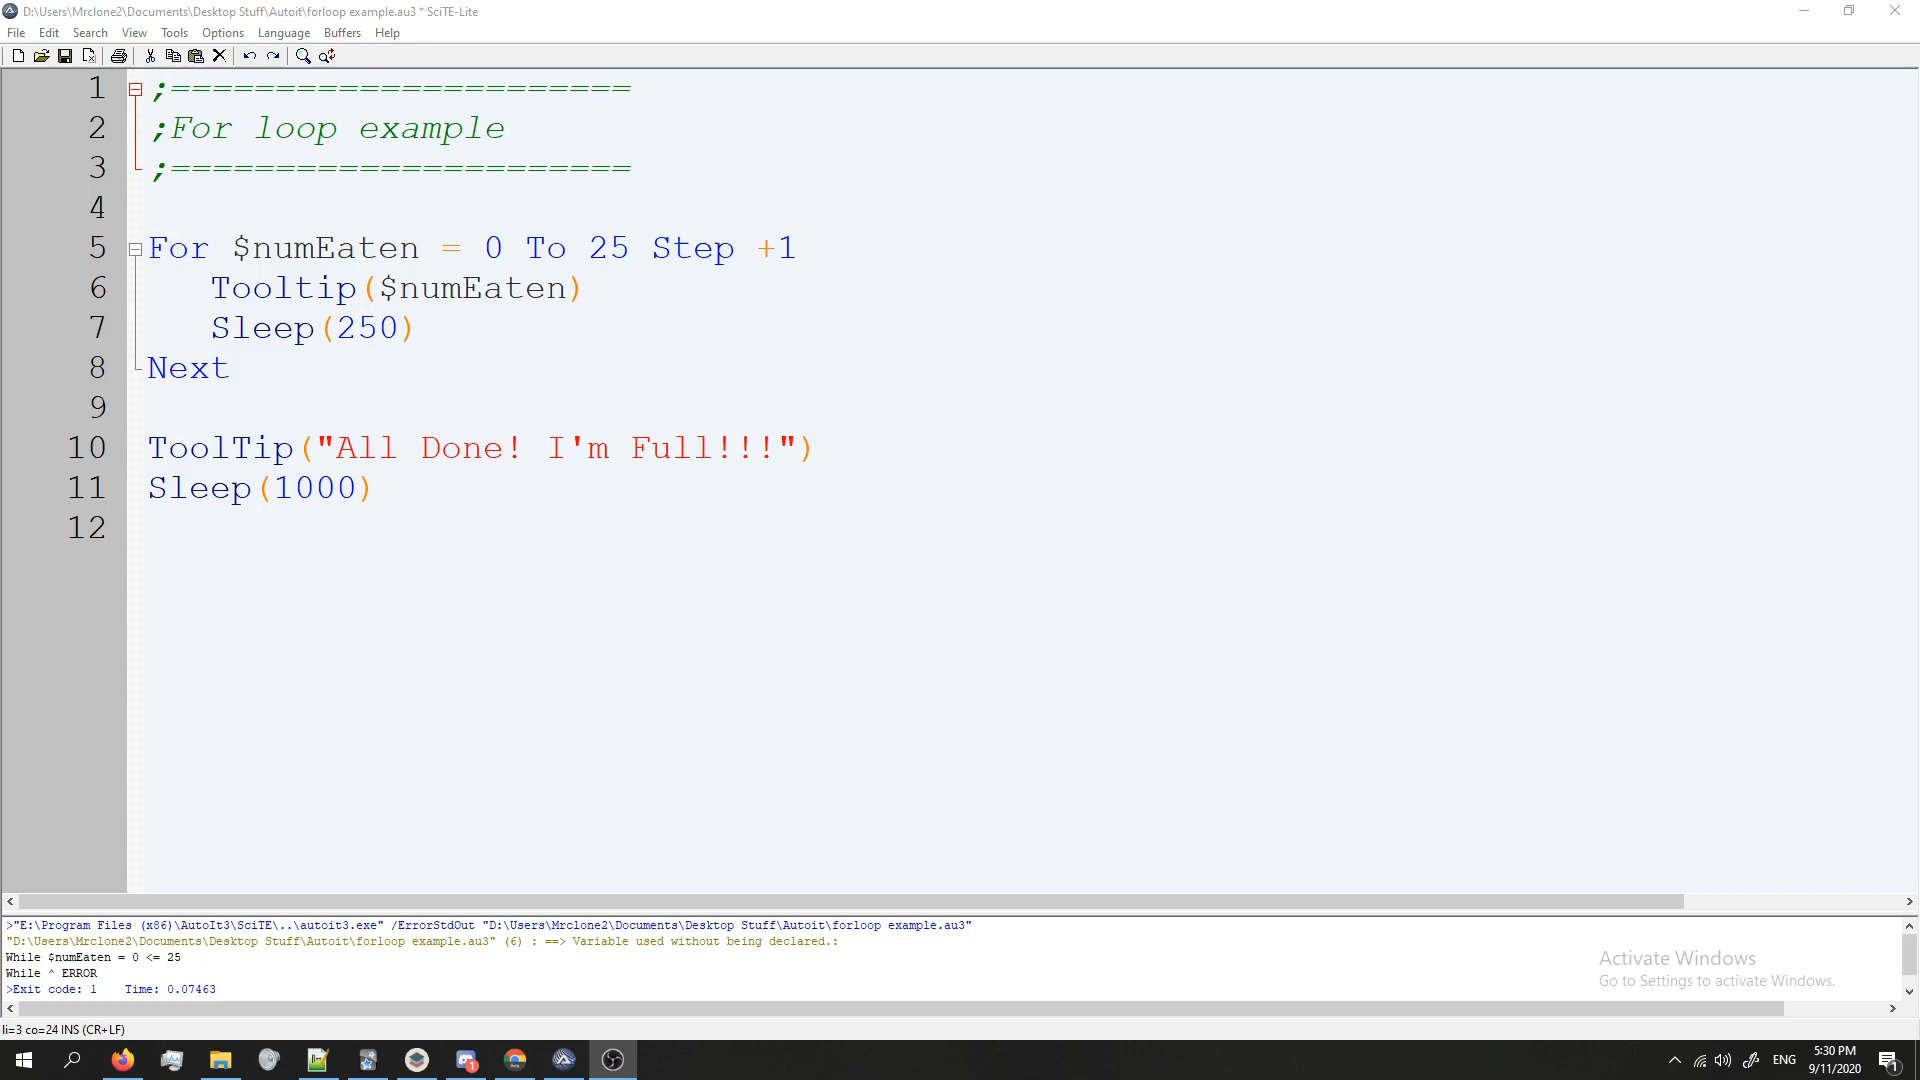 D:\Users\Mrclone2\Documents\Desktop Stuff\Autoit\forloop example.au3 * SciTE-Lite
File Edit Search View Tools Options Language Buffers Help
1 ;======================
2 ;For loop example
3 ;======================
4
5 For $numEaten = 0 To 25 Step +1
6 Tooltip($numEaten)
7 Sleep(250)
8 Next
9
10 ToolTip("All Done! I'm Full!!!")
11 Sleep(1000)
12
>"E:\Program Files (x86)\AutoIt3\SciTE\..\autoit3.exe" /ErrorStdOut "D:\Users\Mrclone2\Documents\Desktop Stuff\Autoit\forloop example.au3"
"D:\Users\Mrclone2\Documents\Desktop Stuff\Autoit\forloop example.au3" (6) : ==> Variable used without being declared.:
While $numEaten = 0 <= 25
While ^ ERROR
>Exit code: 1    Time: 0.07463
Activate Windows
Go to Settings to activate Windows.
li=3 co=24 INS (CR+LF)
1
ENG
5:30 PM
9/11/2020
1